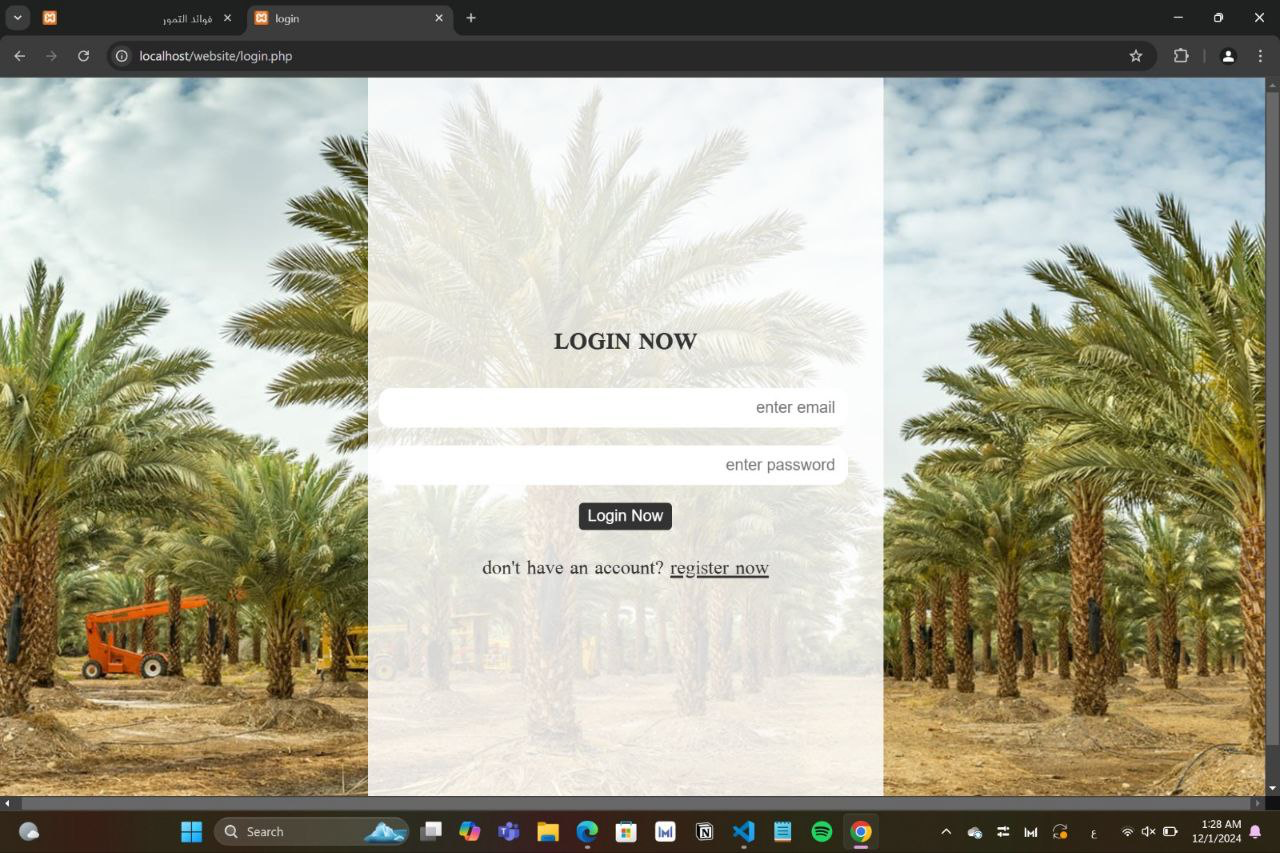 فوائد التمور
login
localhost/website/login.php
LOGIN NOW
enter email
enter password
Login Now
don't have an account? register now
Search
ع
1:28 AM
12/1/2024